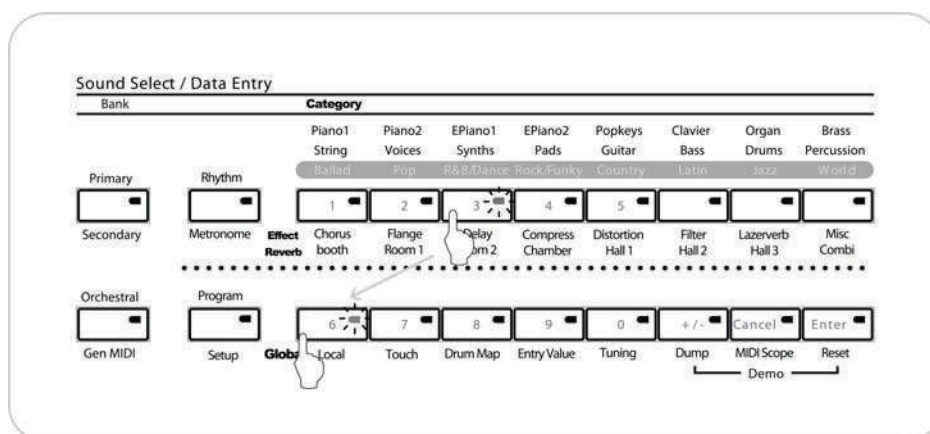 Sound Select / Data Entry
Bank Category
Piano1 Piano2 EPiano1 EPiano2 Popkeys Clavier Organ Brass
String Voices Synths Pads Guitar Bass Drums Percussion
Primary Rhythm Ballad Pop R&B/Dance Rock/Funky Country Latin Jazz World
1 2 3 4 5
Secondary Metronome Effect Chorus Flange Delay Compress Distortion Filter Lazerverb Misc
Reverb booth Room 1 om 2 Chamber Hall 1 Hall 2 Hall 3 Combi
Orchestral Program
6 7 8 9 0 +/- Cancel Enter
Gen MIDI Setup Globa Local Touch Drum Map Entry Value Tuning Dump MIDI Scope Reset
Demo